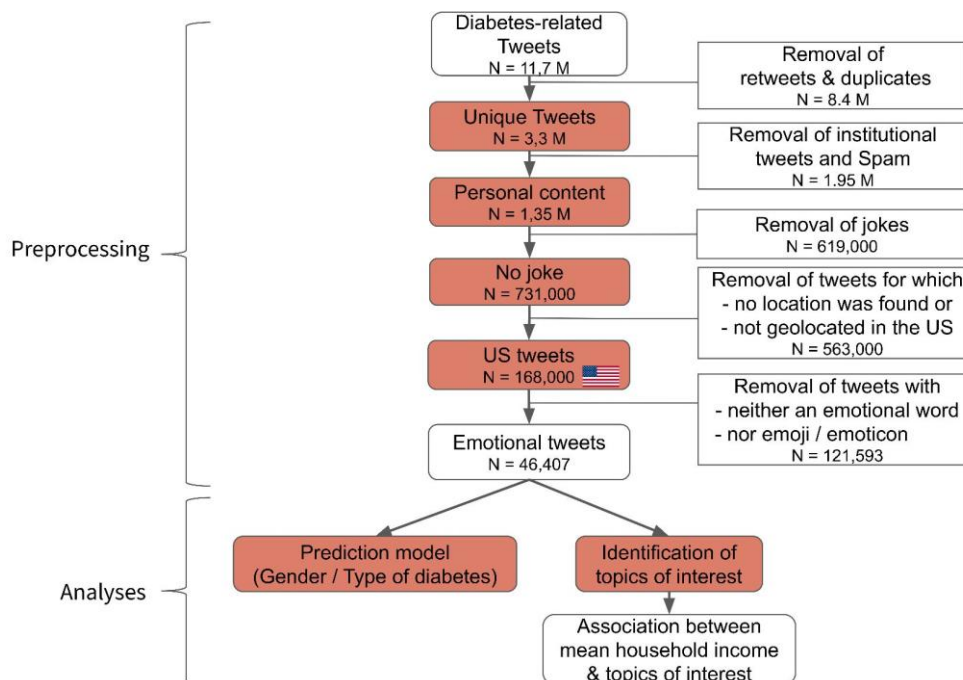 Diabetes-related
Tweets
N = 11,7 M
Removal of
retweets & duplicates
N = 8.4 M
Unique Tweets
N = 3,3 M
Removal of institutional
tweets and Spam
N = 1.95 M
Personal content
N = 1,35 M
Preprocessing
Removal of jokes
N = 619,000
No joke
N = 731,000
Removal of tweets for which
- no location was found or
- not geolocated in the US
N = 563,000
US tweets
N = 168,000
Removal of tweets with
- neither an emotional word
- nor emoji / emoticon
N = 121,593
Emotional tweets
N = 46,407
Analyses
Prediction model
(Gender / Type of diabetes)
Identification of
topics of interest
Association between
mean household income
& topics of interest